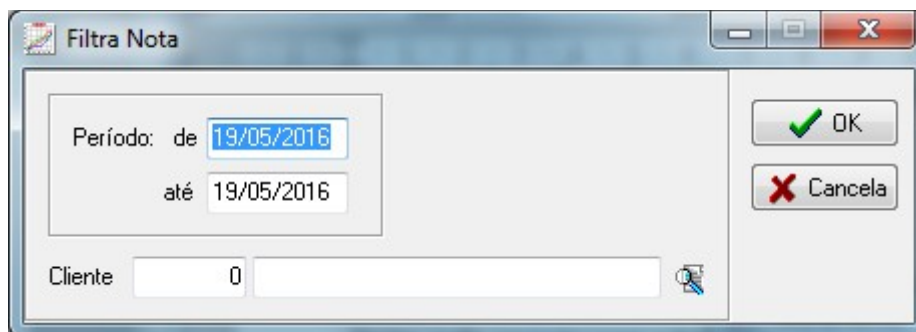 Filtra Nota
Período: de 19/05/2016
até 19/05/2016
OK
Cancela
Cliente 0